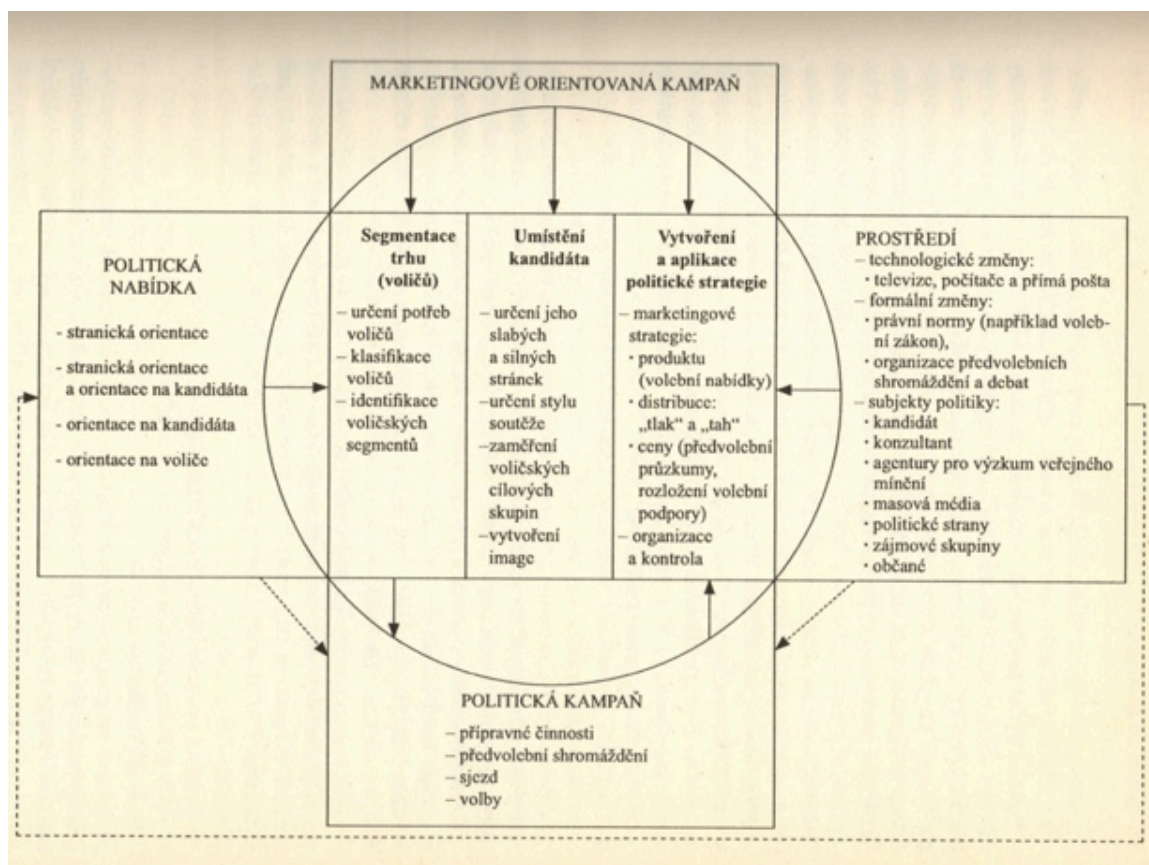 MARKETINGOVĚ ORIENTOVANÁ KAMPAŇ
POLITICKÁ
NABÍDKA
- stranická orientace
- stranická orientace
a orientace na kandidáta
- orientace na kandidáta
- orientace na voliče
Segmentace
trhu
(voličů)
– určení potřeb
voličů
– klasifikace
voličů
– identifikace
voličských
segmentů
Umístění
kandidáta
– určení jeho
slabých
a silných
stránek
– určení stylu
soutěže
– zaměření
voličských
cílových
skupin
– vytvoření
image
Vytvoření
a aplikace
politické strategie
– marketingové
strategie:
· produktu
(volební nabídky)
· distribuce:
„tlak“ a „tah“
· ceny (předvolební
průzkumy,
rozložení volební
podpory)
– organizace
a kontrola
PROSTŘEDÍ
– technologické změny:
· televize, počítače a přímá pošta
– formální změny:
· právní normy (například voleb-
ní zákon),
· organizace předvolebních
shromáždění a debat
– subjekty politiky:
· kandidát
· konzultant
· agentury pro výzkum veřejného
mínění
· masová média
· politické strany
· zájmové skupiny
· občané
POLITICKÁ KAMPAŇ
– přípravné činnosti
– předvolební shromáždění
– sjezd
– volby